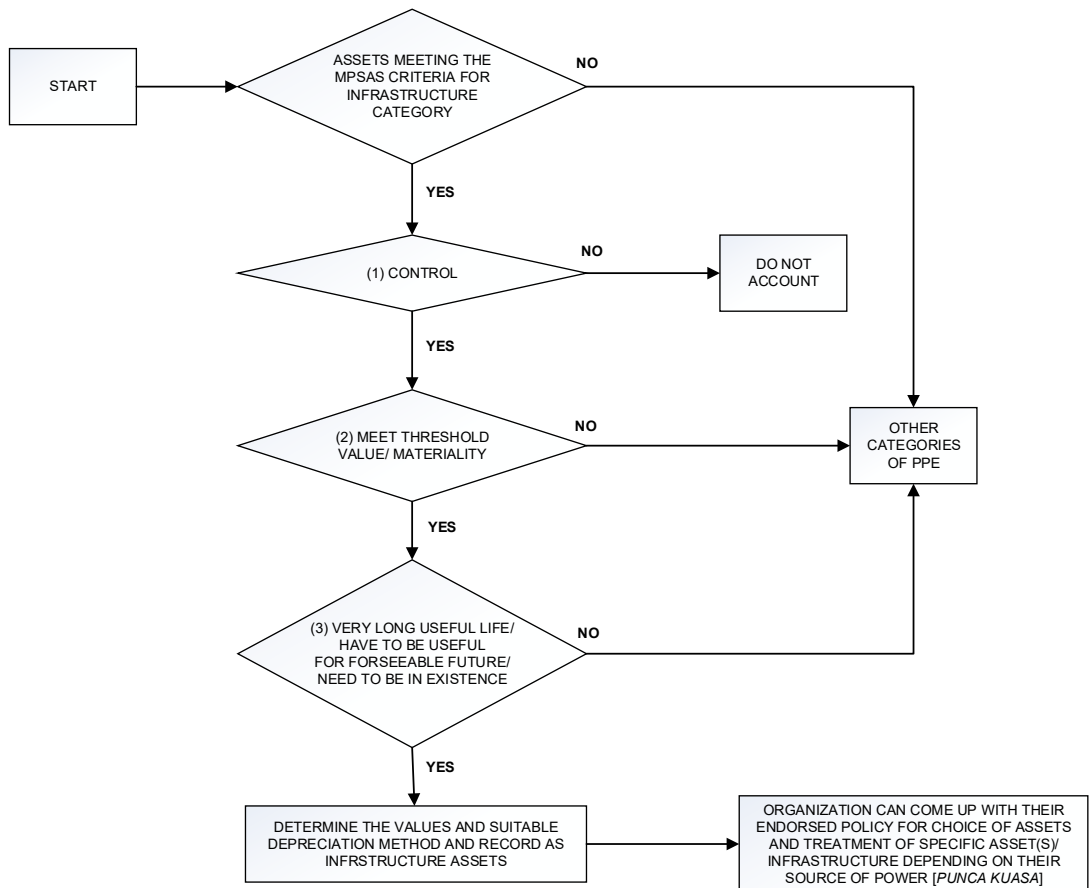 START
ASSETS MEETING THE
MPSAS CRITERIA FOR
INFRASTRUCTURE
CATEGORY
NO
YES
(1) CONTROL
NO
DO NOT
ACCOUNT
YES
(2) MEET THRESHOLD
VALUE/ MATERIALITY
NO
OTHER
CATEGORIES
OF PPE
YES
(3) VERY LONG USEFUL LIFE/
HAVE TO BE USEFUL
FOR FORSEEABLE FUTURE/
NEED TO BE IN EXISTENCE
NO
YES
DETERMINE THE VALUES AND SUITABLE
DEPRECIATION METHOD AND RECORD AS
INFRSTRUCTURE ASSETS
ORGANIZATION CAN COME UP WITH THEIR
ENDORSED POLICY FOR CHOICE OF ASSETS
AND TREATMENT OF SPECIFIC ASSET(S)/
INFRASTRUCTURE DEPENDING ON THEIR
SOURCE OF POWER [PUNCA KUASA]